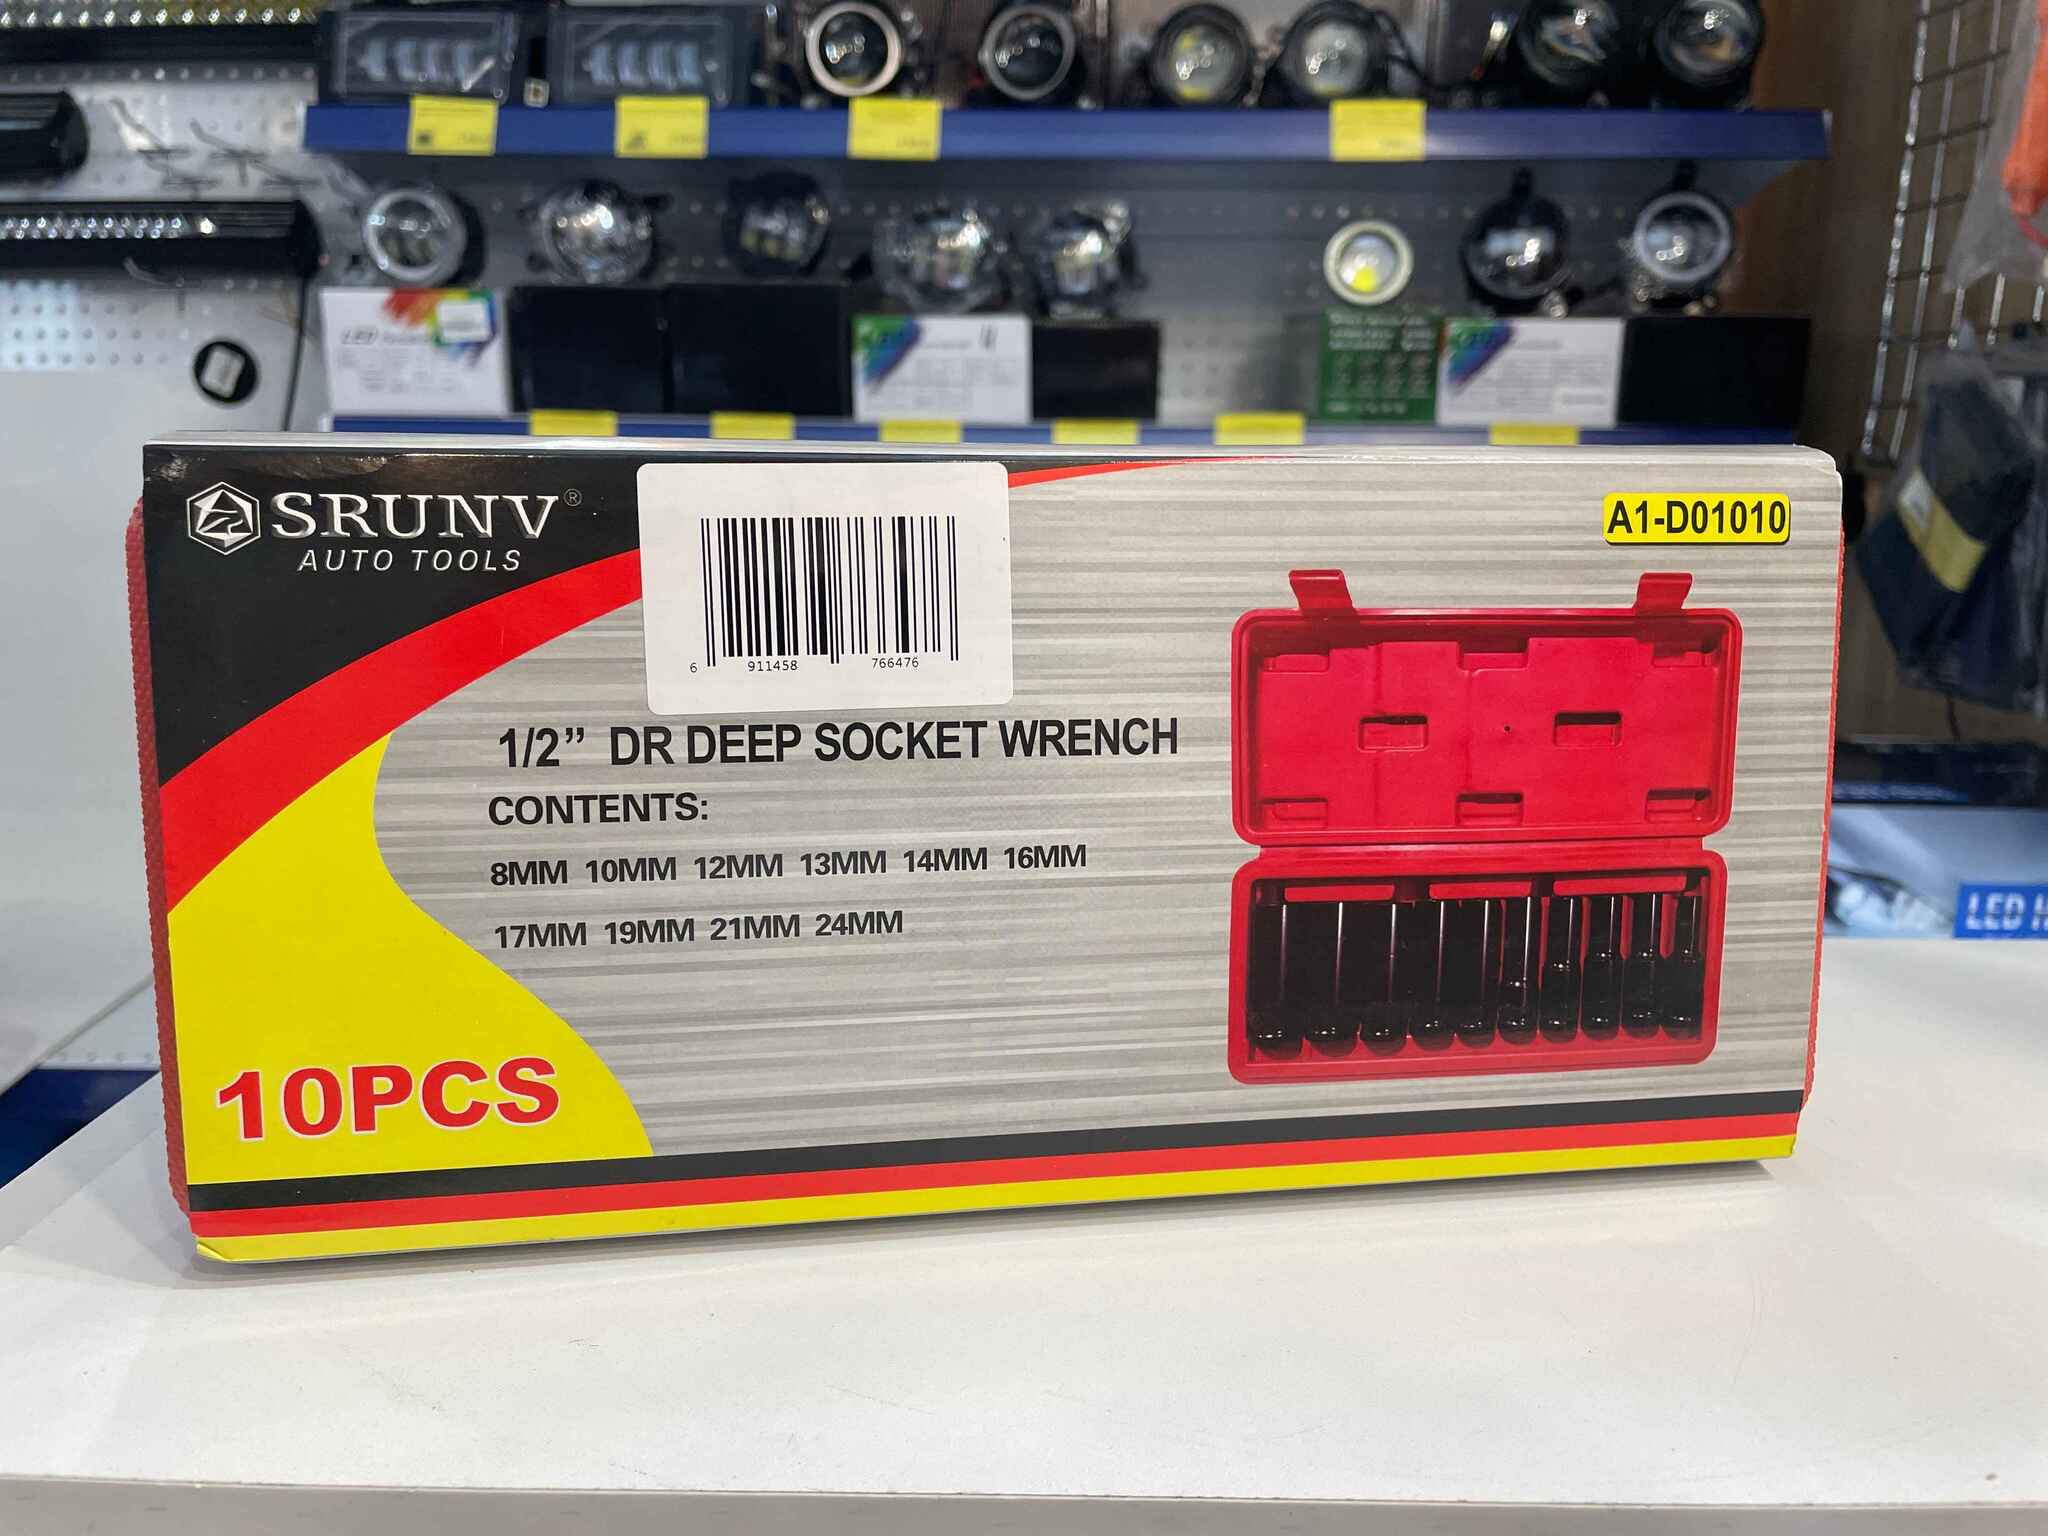 LED
SRUNV®
AUTO TOOLS
6 911458 766476
A1-D01010
1/2” DR DEEP SOCKET WRENCH
CONTENTS:
8MM 10MM 12MM 13MM 14MM 16MM
17MM 19MM 21MM 24MM
10PCS
LED